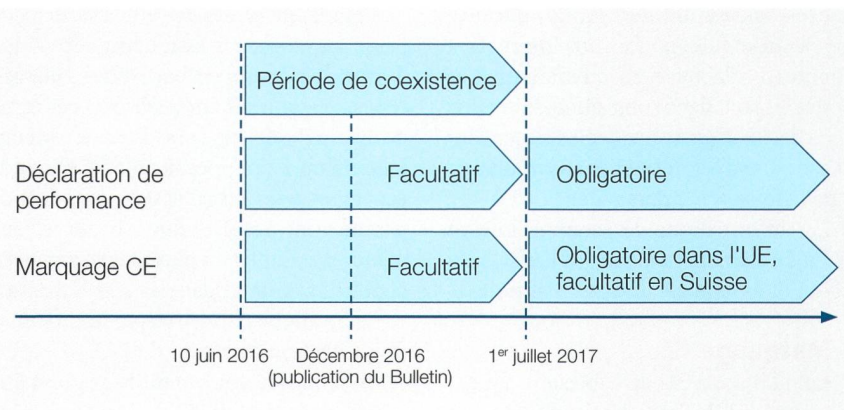 Période de coexistence
Déclaration de
performance
Facultatif
Obligatoire
Marquage CE
Facultatif
Obligatoire dans l'UE,
facultatif en Suisse
10 juin 2016
Décembre 2016
(publication du Bulletin)
1er juillet 2017